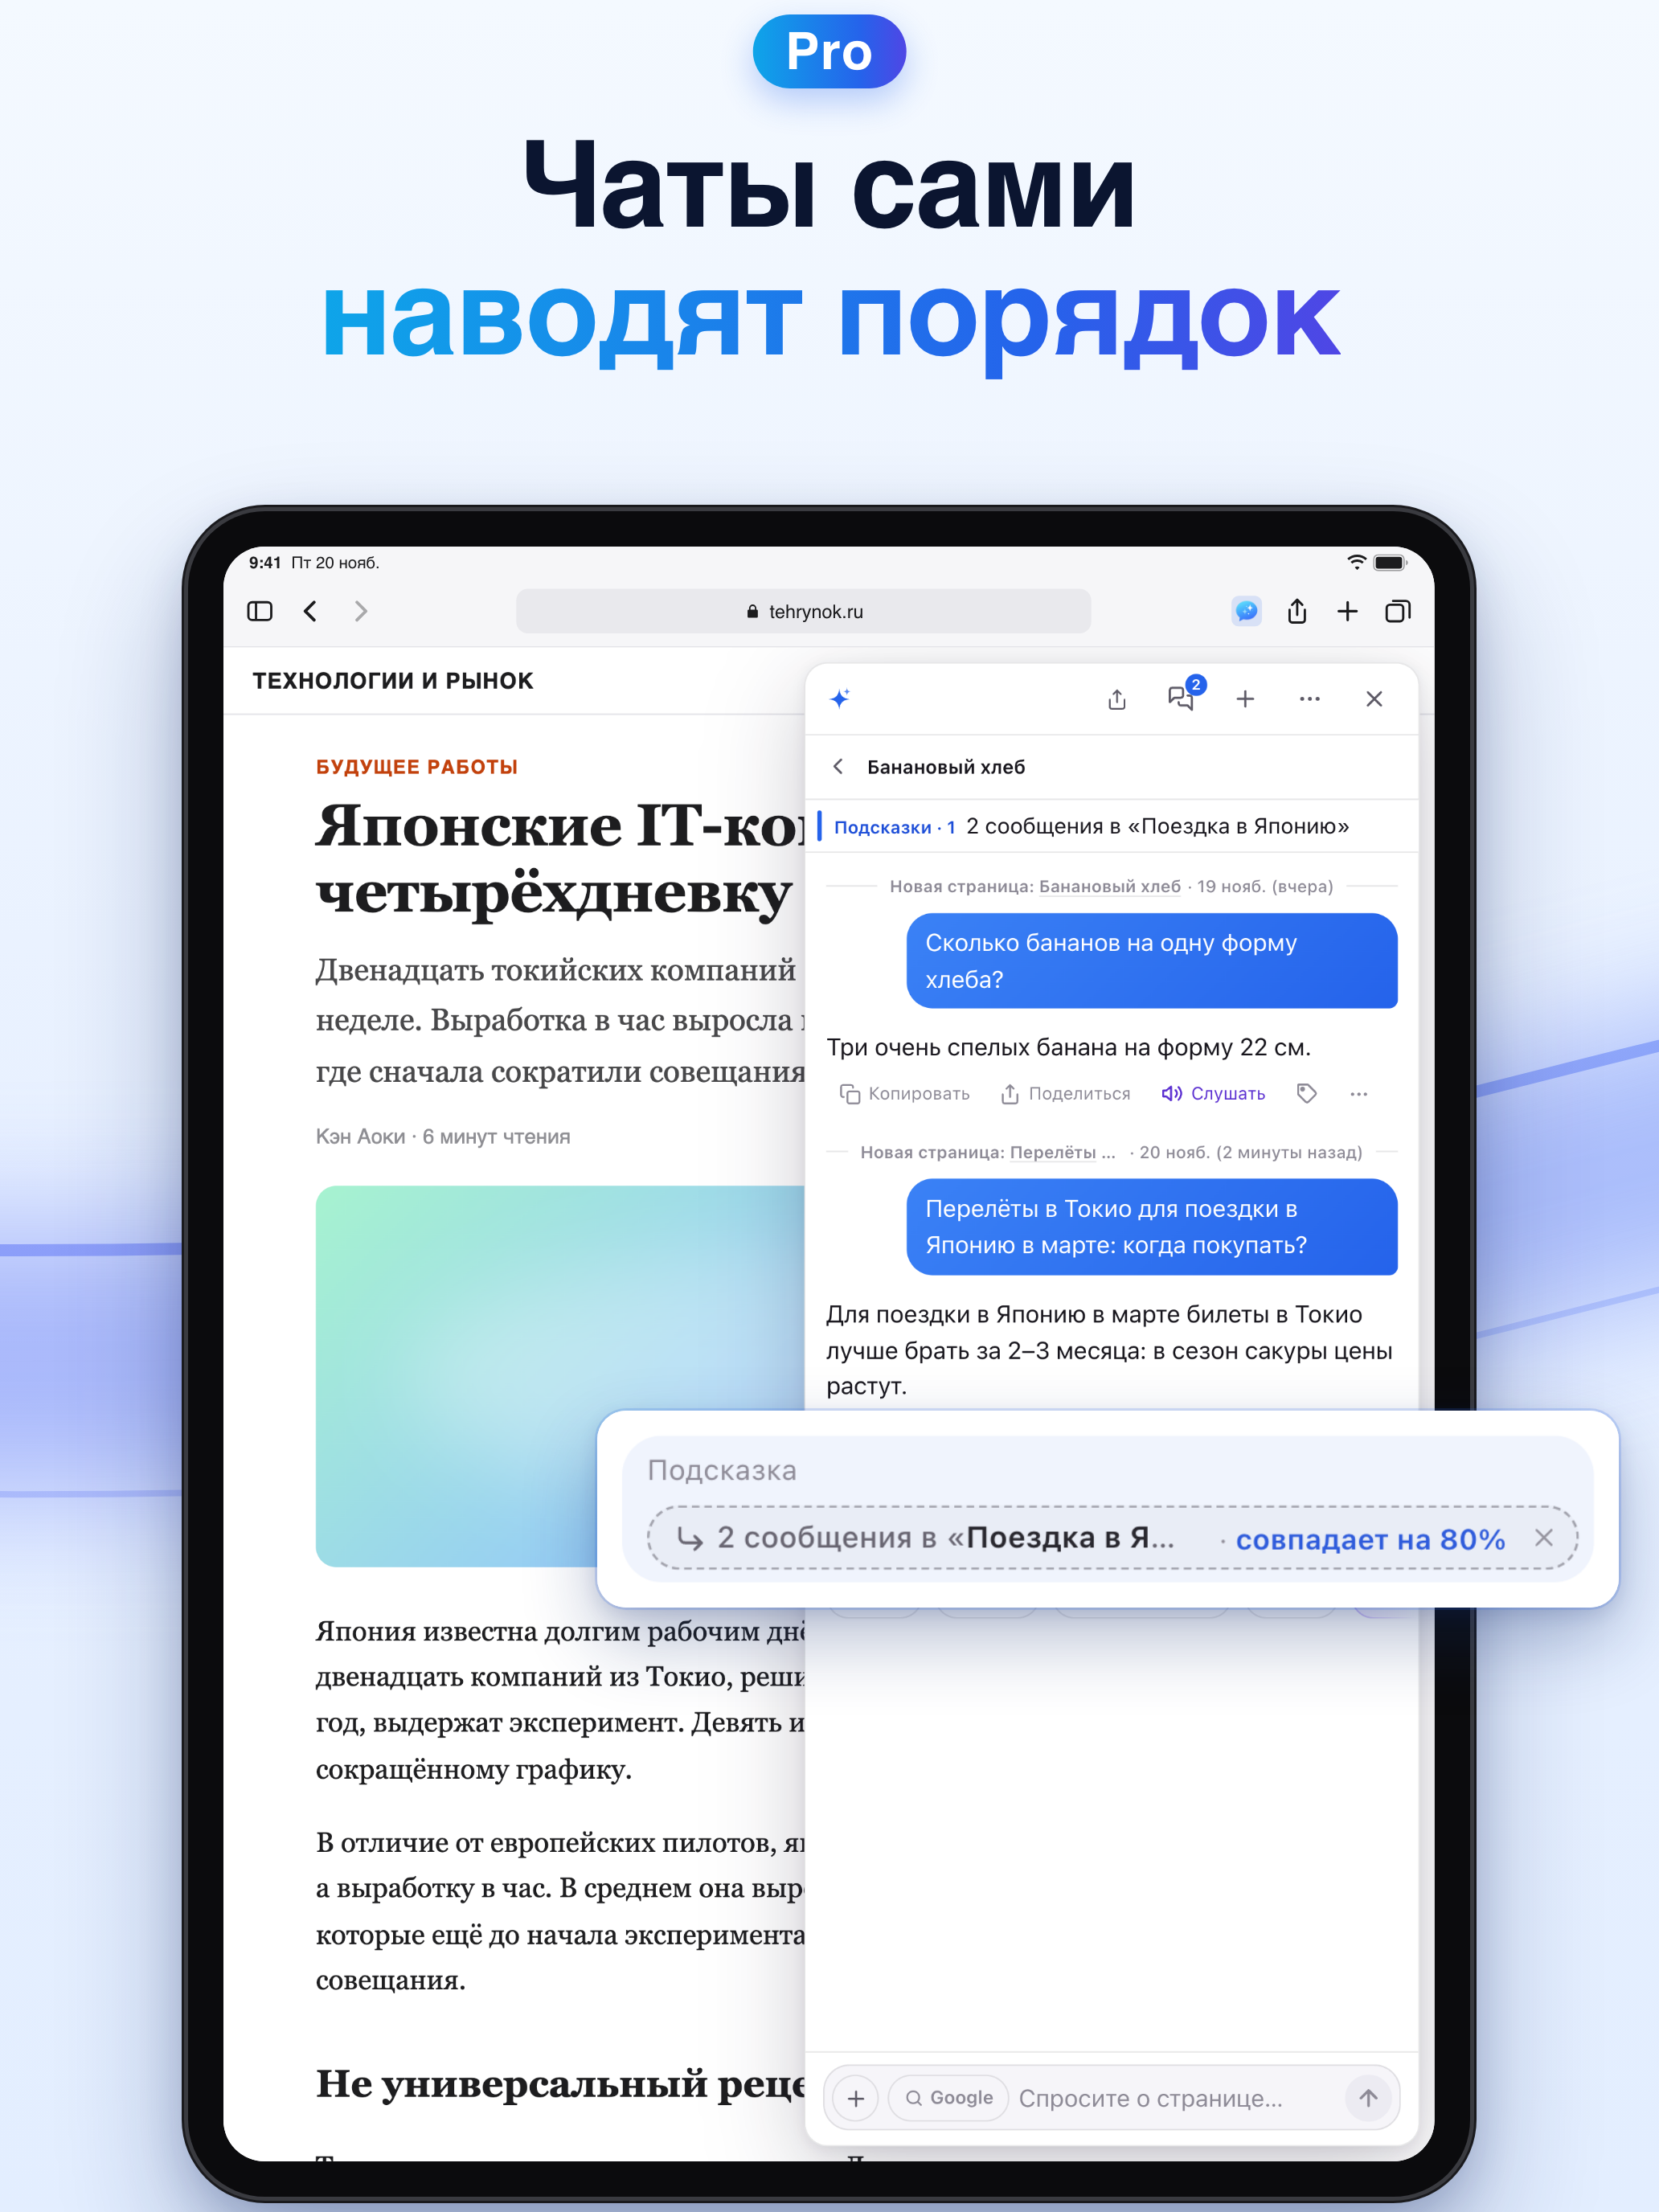 Pro
Чаты сами
наводят порядок
9:41 Пт 20 нояб.
tehrynok.ru
ТЕХНОЛОГИИ И РЫНОК
БУДУЩЕЕ РАБОТЫ
Японские IT-ко
четырёхдневку
Двенадцать токийских компаний
неделе. Выработка в час выросла
где сначала сократили совещания
Кэн Аоки · 6 минут чтения
Япония известна долгим рабочим дн
двенадцать компаний из Токио, реши
год, выдержат эксперимент. Девять и
сокращённому графику.
В отличие от европейских пилотов, я
а выработку в час. В среднем она выр
которые ещё до начала эксперимента
совещания.
Не универсальный реце
2
Банановый хлеб
Подсказки · 1 2 сообщения в «Поездка в Японию»
Новая страница: Банановый хлеб · 19 нояб. (вчера)
Сколько бананов на одну форму
хлеба?
Три очень спелых банана на форму 22 см.
Копировать Поделиться Слушать
Новая страница: Перелёты ... · 20 нояб. (2 минуты назад)
Перелёты в Токио для поездки в
Японию в марте: когда покупать?
Для поездки в Японию в марте билеты в Токио
лучше брать за 2–3 месяца: в сезон сакуры цены
растут.
Подсказка
2 сообщения в «Поездка в Я... · совпадает на 80%
Google Спросите о странице...